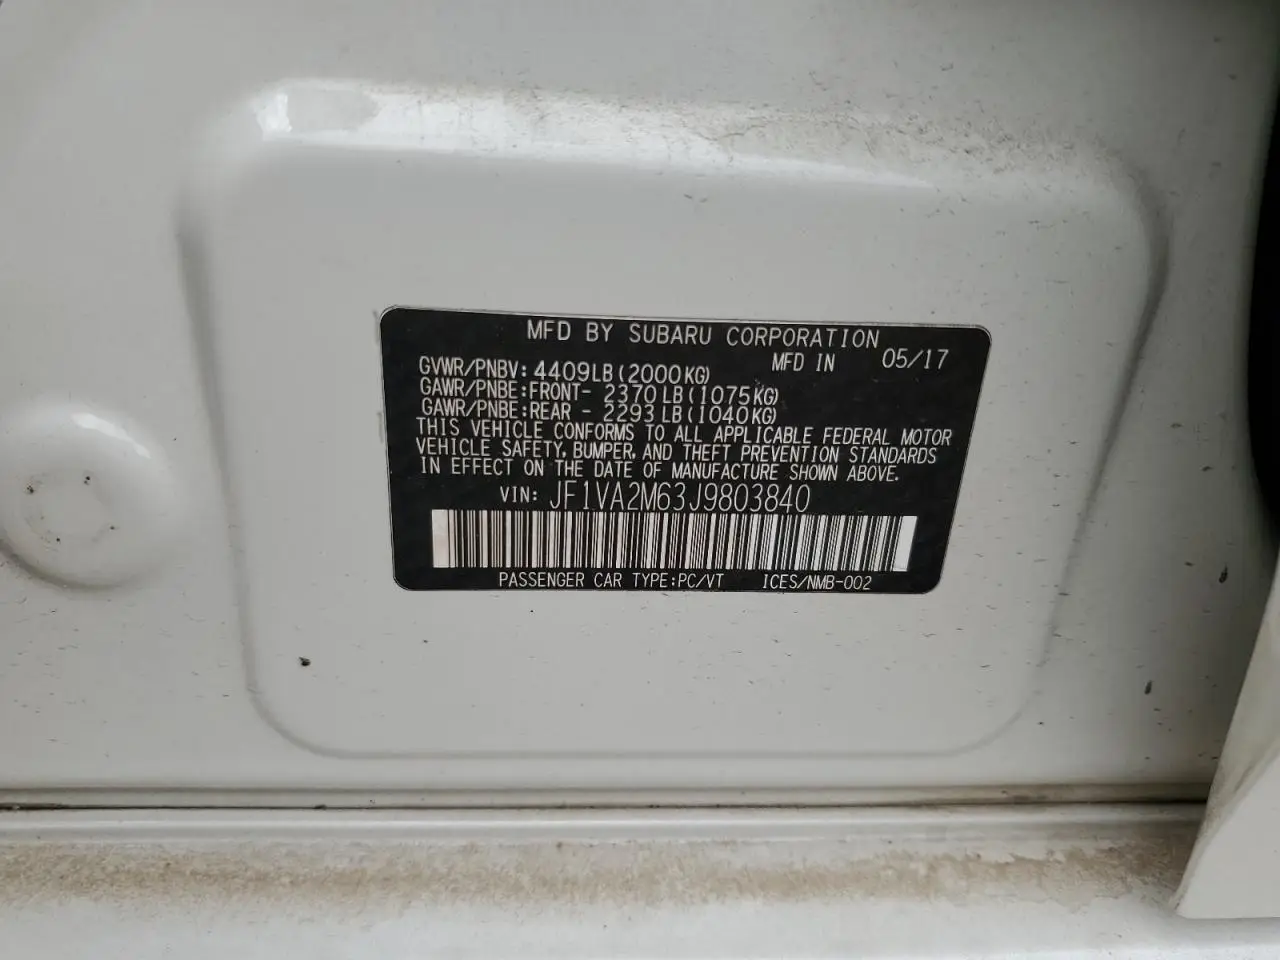 MFD BY SUBARU CORPORATION
MFD IN 05/17
GVWR/PNBV: 4409LB(2000KG)
GAWR/PNBE:FRONT- 2370LB(1075KG)
GAWR/PNBE:REAR - 2293LB(1040KG)
THIS VEHICLE CONFORMS TO ALL APPLICABLE FEDERAL MOTOR
VEHICLE SAFETY, BUMPER, AND THEFT PREVENTION STANDARDS
IN EFFECT ON THE DATE OF MANUFACTURE SHOWN ABOVE.
VIN: JF1VA2M63J9803840
PASSENGER CAR TYPE:PC/VT ICES/NMB-002